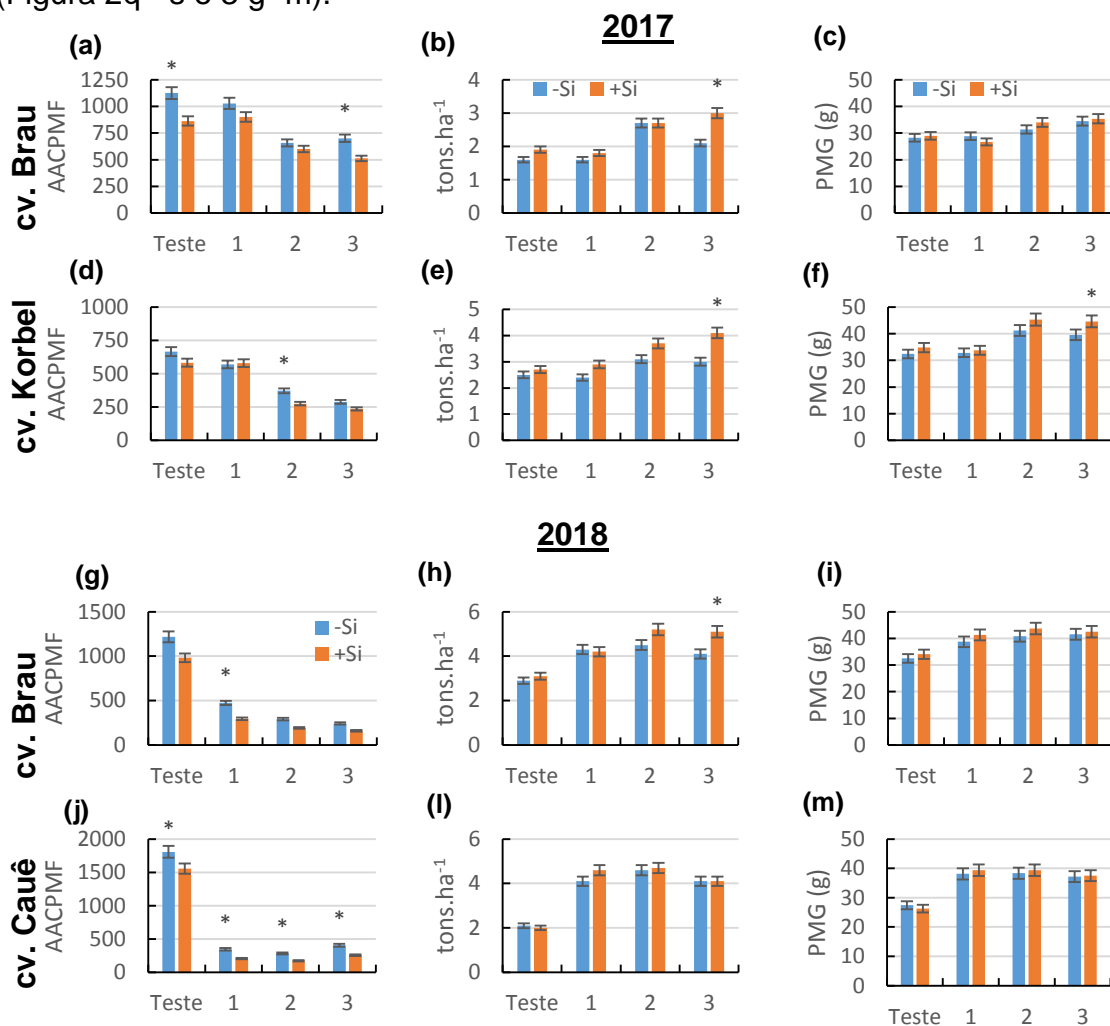 (Figura 2q - s e 3 g- m).
2017
(a)
cv. Brau
AACPMF
1250
1000
750
500
250
0
* *
Teste 1 2 3
(b)
tons.ha-1
4
3
2
1
0
-Si +Si
*
Teste 1 2 3
(c)
PMG (g)
50
40
30
20
10
0
-Si +Si
Teste 1 2 3
(d)
cv. Korbel
AACPMF
1000
750
500
250
0
*
Teste 1 2 3
(e)
tons.ha-1
5
4
3
2
1
0
*
Teste 1 2 3
(f)
PMG (g)
50
40
30
20
10
0
*
Teste 1 2 3
2018
(g)
cv. Brau
AACPMF
1500
1000
500
0
-Si
+Si
*
Teste 1 2 3
(h)
tons.ha-1
6
4
2
0
*
Teste 1 2 3
(i)
PMG (g)
50
40
30
20
10
0
Test 1 2 3
(j)
cv. Cauê
AACPMF
2000
1500
1000
500
0
* * * *
Teste 1 2 3
(l)
tons.ha-1
6
4
2
0
Teste 1 2 3
(m)
PMG (g)
50
40
30
20
10
0
Teste 1 2 3